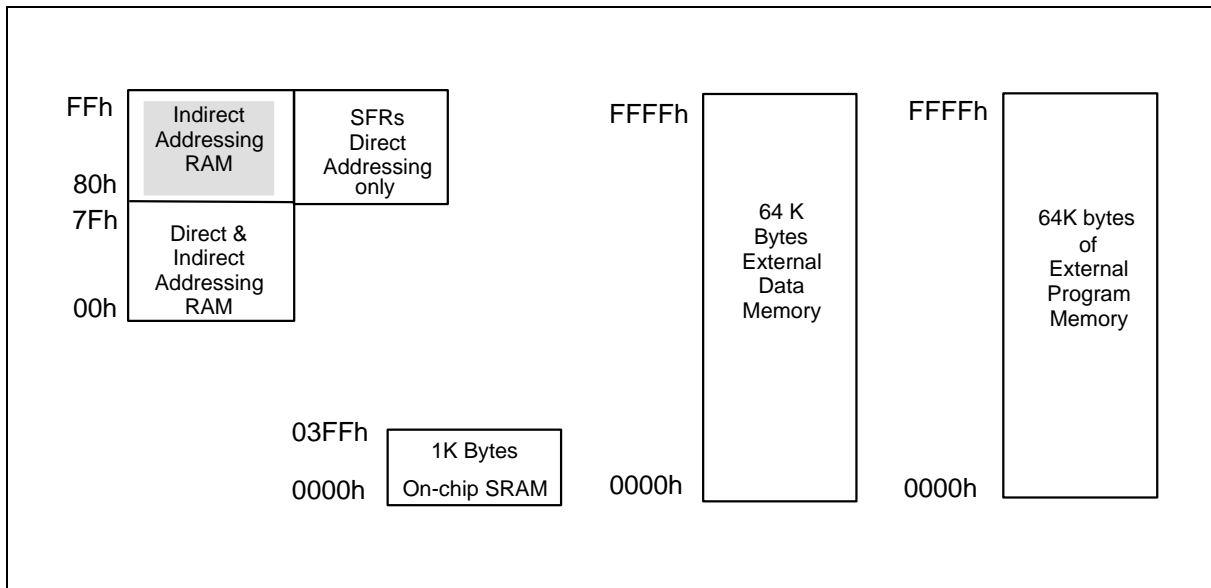 FFh
Indirect
Addressing
RAM
80h
SFRs
Direct
Addressing
only
7Fh
Direct &
Indirect
Addressing
RAM
00h
03FFh
1K Bytes
0000h
On-chip SRAM
FFFFh
64 K
Bytes
External
Data
Memory
0000h
FFFFh
64K bytes
of
External
Program
Memory
0000h